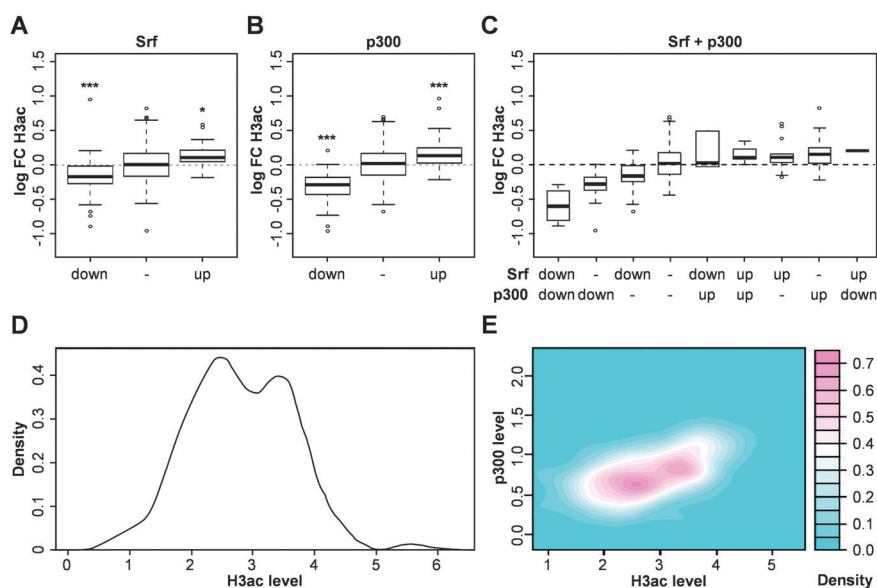 A
Srf
log FC H3ac
1.5
1.0
0.5
0.0
-0.5
-1.0
***
*
down - up
B
p300
log FC H3ac
1.5
1.0
0.5
0.0
-0.5
-1.0
***
***
down - up
C
Srf + p300
log FC H3ac
1.5
1.0
0.5
0.0
-0.5
-1.0
Srf down - down - down up up - up
p300 down down - - up up - up down
D
Density
0.4
0.2
0
0 1 2 3 4 5 6
H3ac level
E
p300 level
2.0
1.5
1.0
0.5
0.0
1 2 3 4 5
H3ac level
0.7
0.6
0.5
0.4
0.3
0.2
0.1
0.0
Density